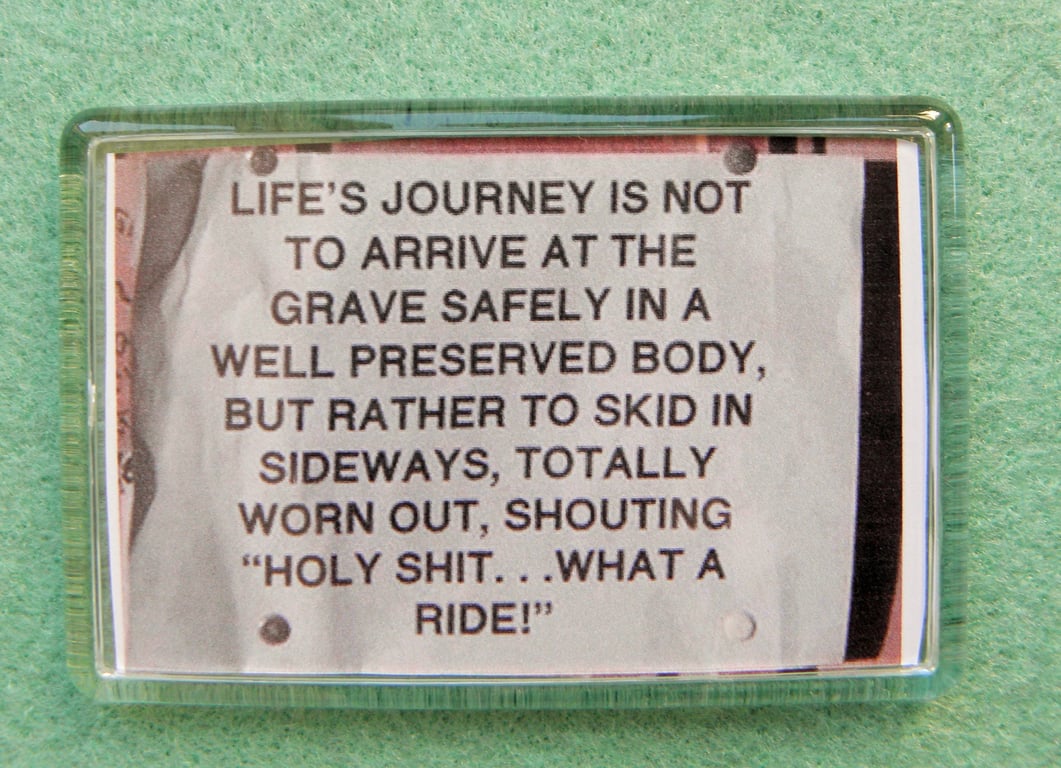 LIFE'S JOURNEY IS NOT
TO ARRIVE AT THE
GRAVE SAFELY IN A
WELL PRESERVED BODY,
BUT RATHER TO SKID IN
SIDEWAYS, TOTALLY
WORN OUT, SHOUTING
“HOLY SHIT. . .WHAT A
RIDE!”